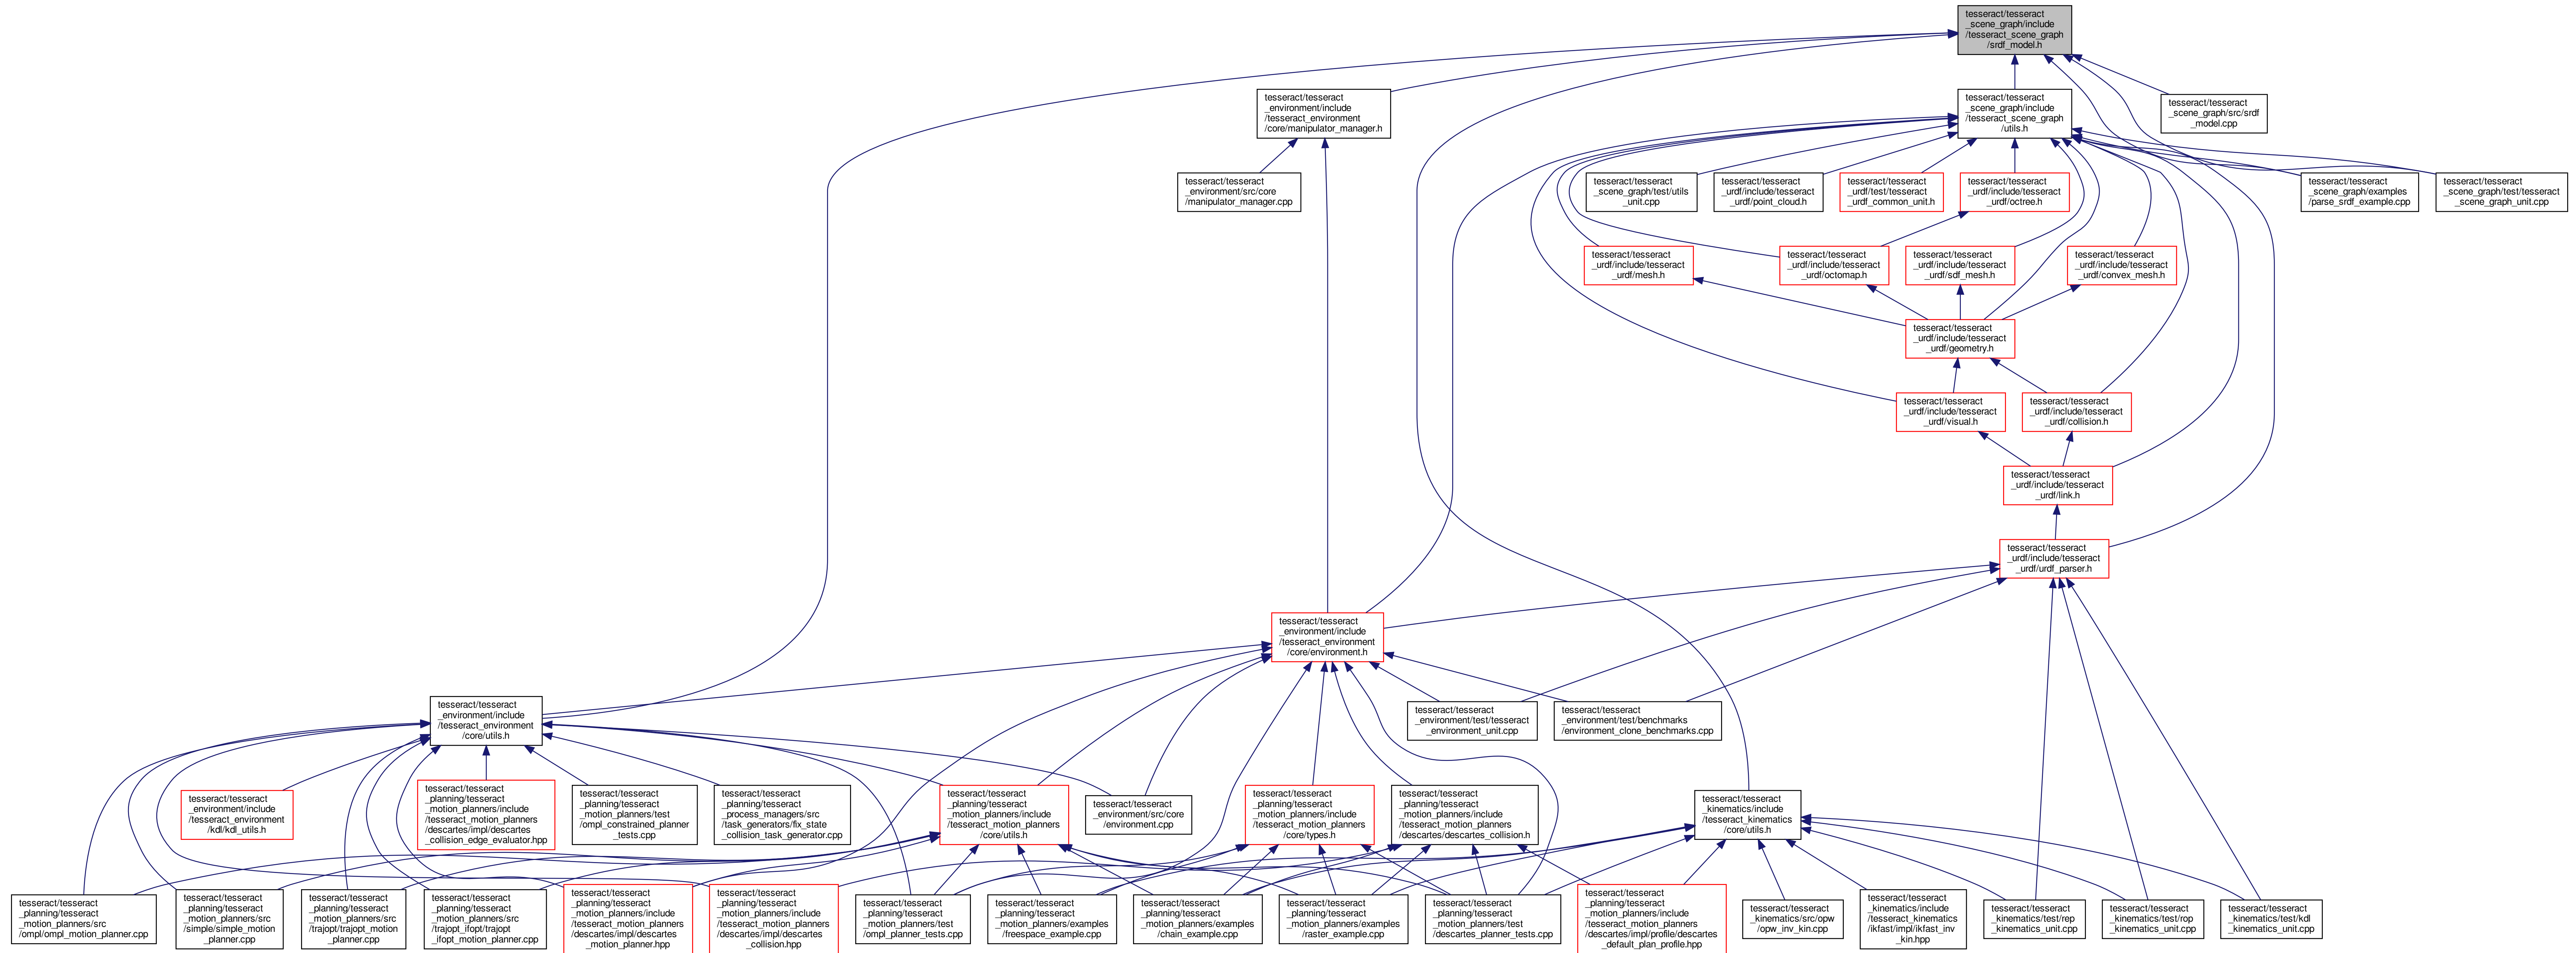 tesseract/tesseract
_scene_graph/include
/tesseract_scene_graph
/srdf_model.h
tesseract/tesseract
_environment/include
/tesseract_environment
/core/manipulator_manager.h
tesseract/tesseract
_scene_graph/include
/tesseract_scene_graph
/utils.h
tesseract/tesseract
_scene_graph/src/srdf
_model.cpp
tesseract/tesseract
_environment/src/core
/manipulator_manager.cpp
tesseract/tesseract
_scene_graph/test/utils
_unit.cpp
tesseract/tesseract
_urdf/include/tesseract
_urdf/point_cloud.h
tesseract/tesseract
_urdf/test/tesseract
_urdf_common_unit.h
tesseract/tesseract
_urdf/include/tesseract
_urdf/octree.h
tesseract/tesseract
_scene_graph/examples
/parse_srdf_example.cpp
tesseract/tesseract
_scene_graph/test/tesseract
_scene_graph_unit.cpp
tesseract/tesseract
_urdf/include/tesseract
_urdf/mesh.h
tesseract/tesseract
_urdf/include/tesseract
_urdf/octomap.h
tesseract/tesseract
_urdf/include/tesseract
_urdf/sdf_mesh.h
tesseract/tesseract
_urdf/include/tesseract
_urdf/convex_mesh.h
tesseract/tesseract
_urdf/include/tesseract
_urdf/geometry.h
tesseract/tesseract
_urdf/include/tesseract
_urdf/visual.h
tesseract/tesseract
_urdf/include/tesseract
_urdf/collision.h
tesseract/tesseract
_urdf/include/tesseract
_urdf/link.h
tesseract/tesseract
_urdf/include/tesseract
_urdf/urdf_parser.h
tesseract/tesseract
_environment/include
/tesseract_environment
/core/environment.h
tesseract/tesseract
_environment/include
/tesseract_environment
/core/utils.h
tesseract/tesseract
_environment/test/tesseract
_environment_unit.cpp
tesseract/tesseract
_environment/test/benchmarks
/environment_clone_benchmarks.cpp
tesseract/tesseract
_environment/include
/tesseract_environment
/kdl/kdl_utils.h
tesseract/tesseract
_planning/tesseract
_motion_planners/include
/tesseract_motion_planners
/descartes/impl/descartes
_collision_edge_evaluator.hpp
tesseract/tesseract
_planning/tesseract
_motion_planners/test
/ompl_constrained_planner
_tests.cpp
tesseract/tesseract
_planning/tesseract
_process_managers/src
/task_generators/fix_state
_collision_task_generator.cpp
tesseract/tesseract
_planning/tesseract
_motion_planners/include
/tesseract_motion_planners
/core/utils.h
tesseract/tesseract
_environment/src/core
/environment.cpp
tesseract/tesseract
_planning/tesseract
_motion_planners/include
/tesseract_motion_planners
/core/types.h
tesseract/tesseract
_planning/tesseract
_motion_planners/include
/tesseract_motion_planners
/descartes/descartes_collision.h
tesseract/tesseract
_kinematics/include
/tesseract_kinematics
/core/utils.h
tesseract/tesseract
_planning/tesseract
_motion_planners/src
/ompl/ompl_motion_planner.cpp
tesseract/tesseract
_planning/tesseract
_motion_planners/src
/simple/simple_motion
_planner.cpp
tesseract/tesseract
_planning/tesseract
_motion_planners/src
/trajopt/trajopt_motion
_planner.cpp
tesseract/tesseract
_planning/tesseract
_motion_planners/src
/trajopt_ifopt/trajopt
_ifopt_motion_planner.cpp
tesseract/tesseract
_planning/tesseract
_motion_planners/include
/tesseract_motion_planners
/descartes/impl/descartes
_motion_planner.hpp
tesseract/tesseract
_planning/tesseract
_motion_planners/include
/tesseract_motion_planners
/descartes/impl/descartes
_collision.hpp
tesseract/tesseract
_planning/tesseract
_motion_planners/test
/ompl_planner_tests.cpp
tesseract/tesseract
_planning/tesseract
_motion_planners/examples
/freespace_example.cpp
tesseract/tesseract
_planning/tesseract
_motion_planners/examples
/chain_example.cpp
tesseract/tesseract
_planning/tesseract
_motion_planners/examples
/raster_example.cpp
tesseract/tesseract
_planning/tesseract
_motion_planners/test
/descartes_planner_tests.cpp
tesseract/tesseract
_planning/tesseract
_motion_planners/include
/tesseract_motion_planners
/descartes/impl/profile/descartes
_default_plan_profile.hpp
tesseract/tesseract
_kinematics/src/opw
/opw_inv_kin.cpp
tesseract/tesseract
_kinematics/include
/tesseract_kinematics
/ikfast/impl/ikfast_inv
_kin.hpp
tesseract/tesseract
_kinematics/test/rep
_kinematics_unit.cpp
tesseract/tesseract
_kinematics/test/rop
_kinematics_unit.cpp
tesseract/tesseract
_kinematics/test/kdl
_kinematics_unit.cpp